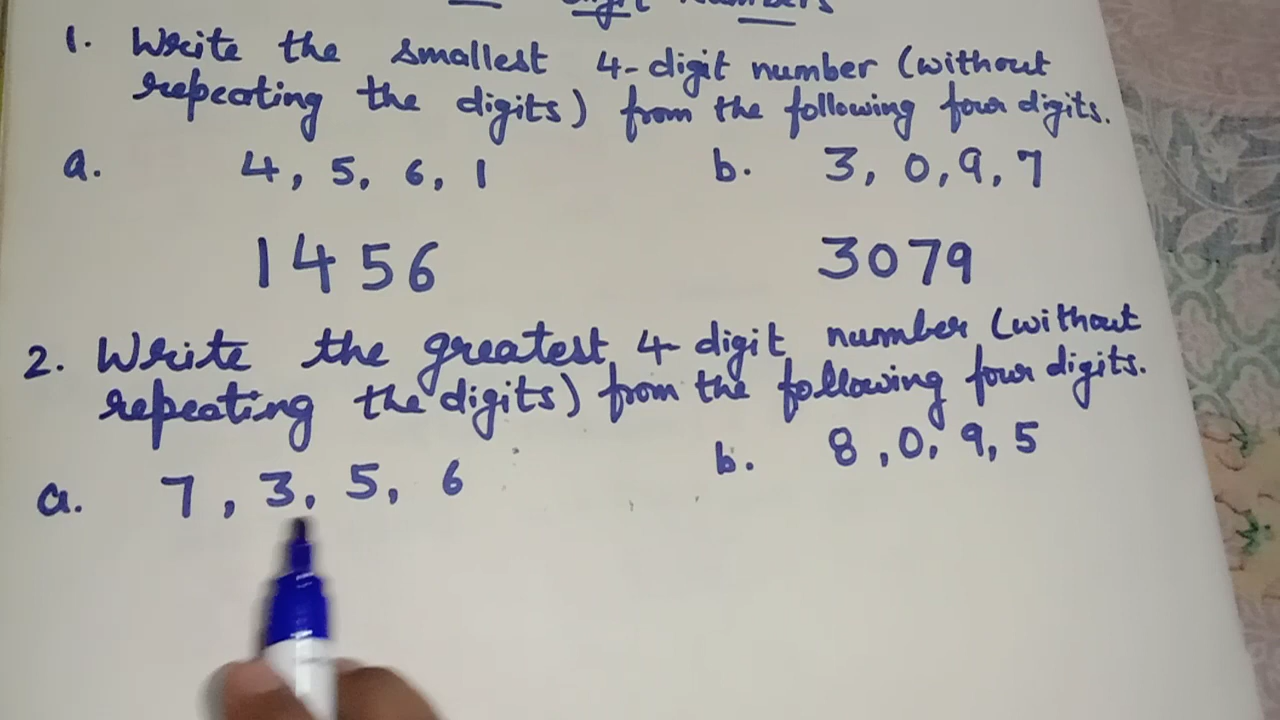 Digit Numbers
1. Write the smallest 4-digit number (without
repeating the digits) from the following four digits.
a. 4, 5, 6, 1 b. 3, 0, 9, 7
1456 3079
2. Write the greatest 4-digit number (without
repeating the digits) from the following four digits.
a. 7, 3, 5, 6 b. 8, 0, 9, 5